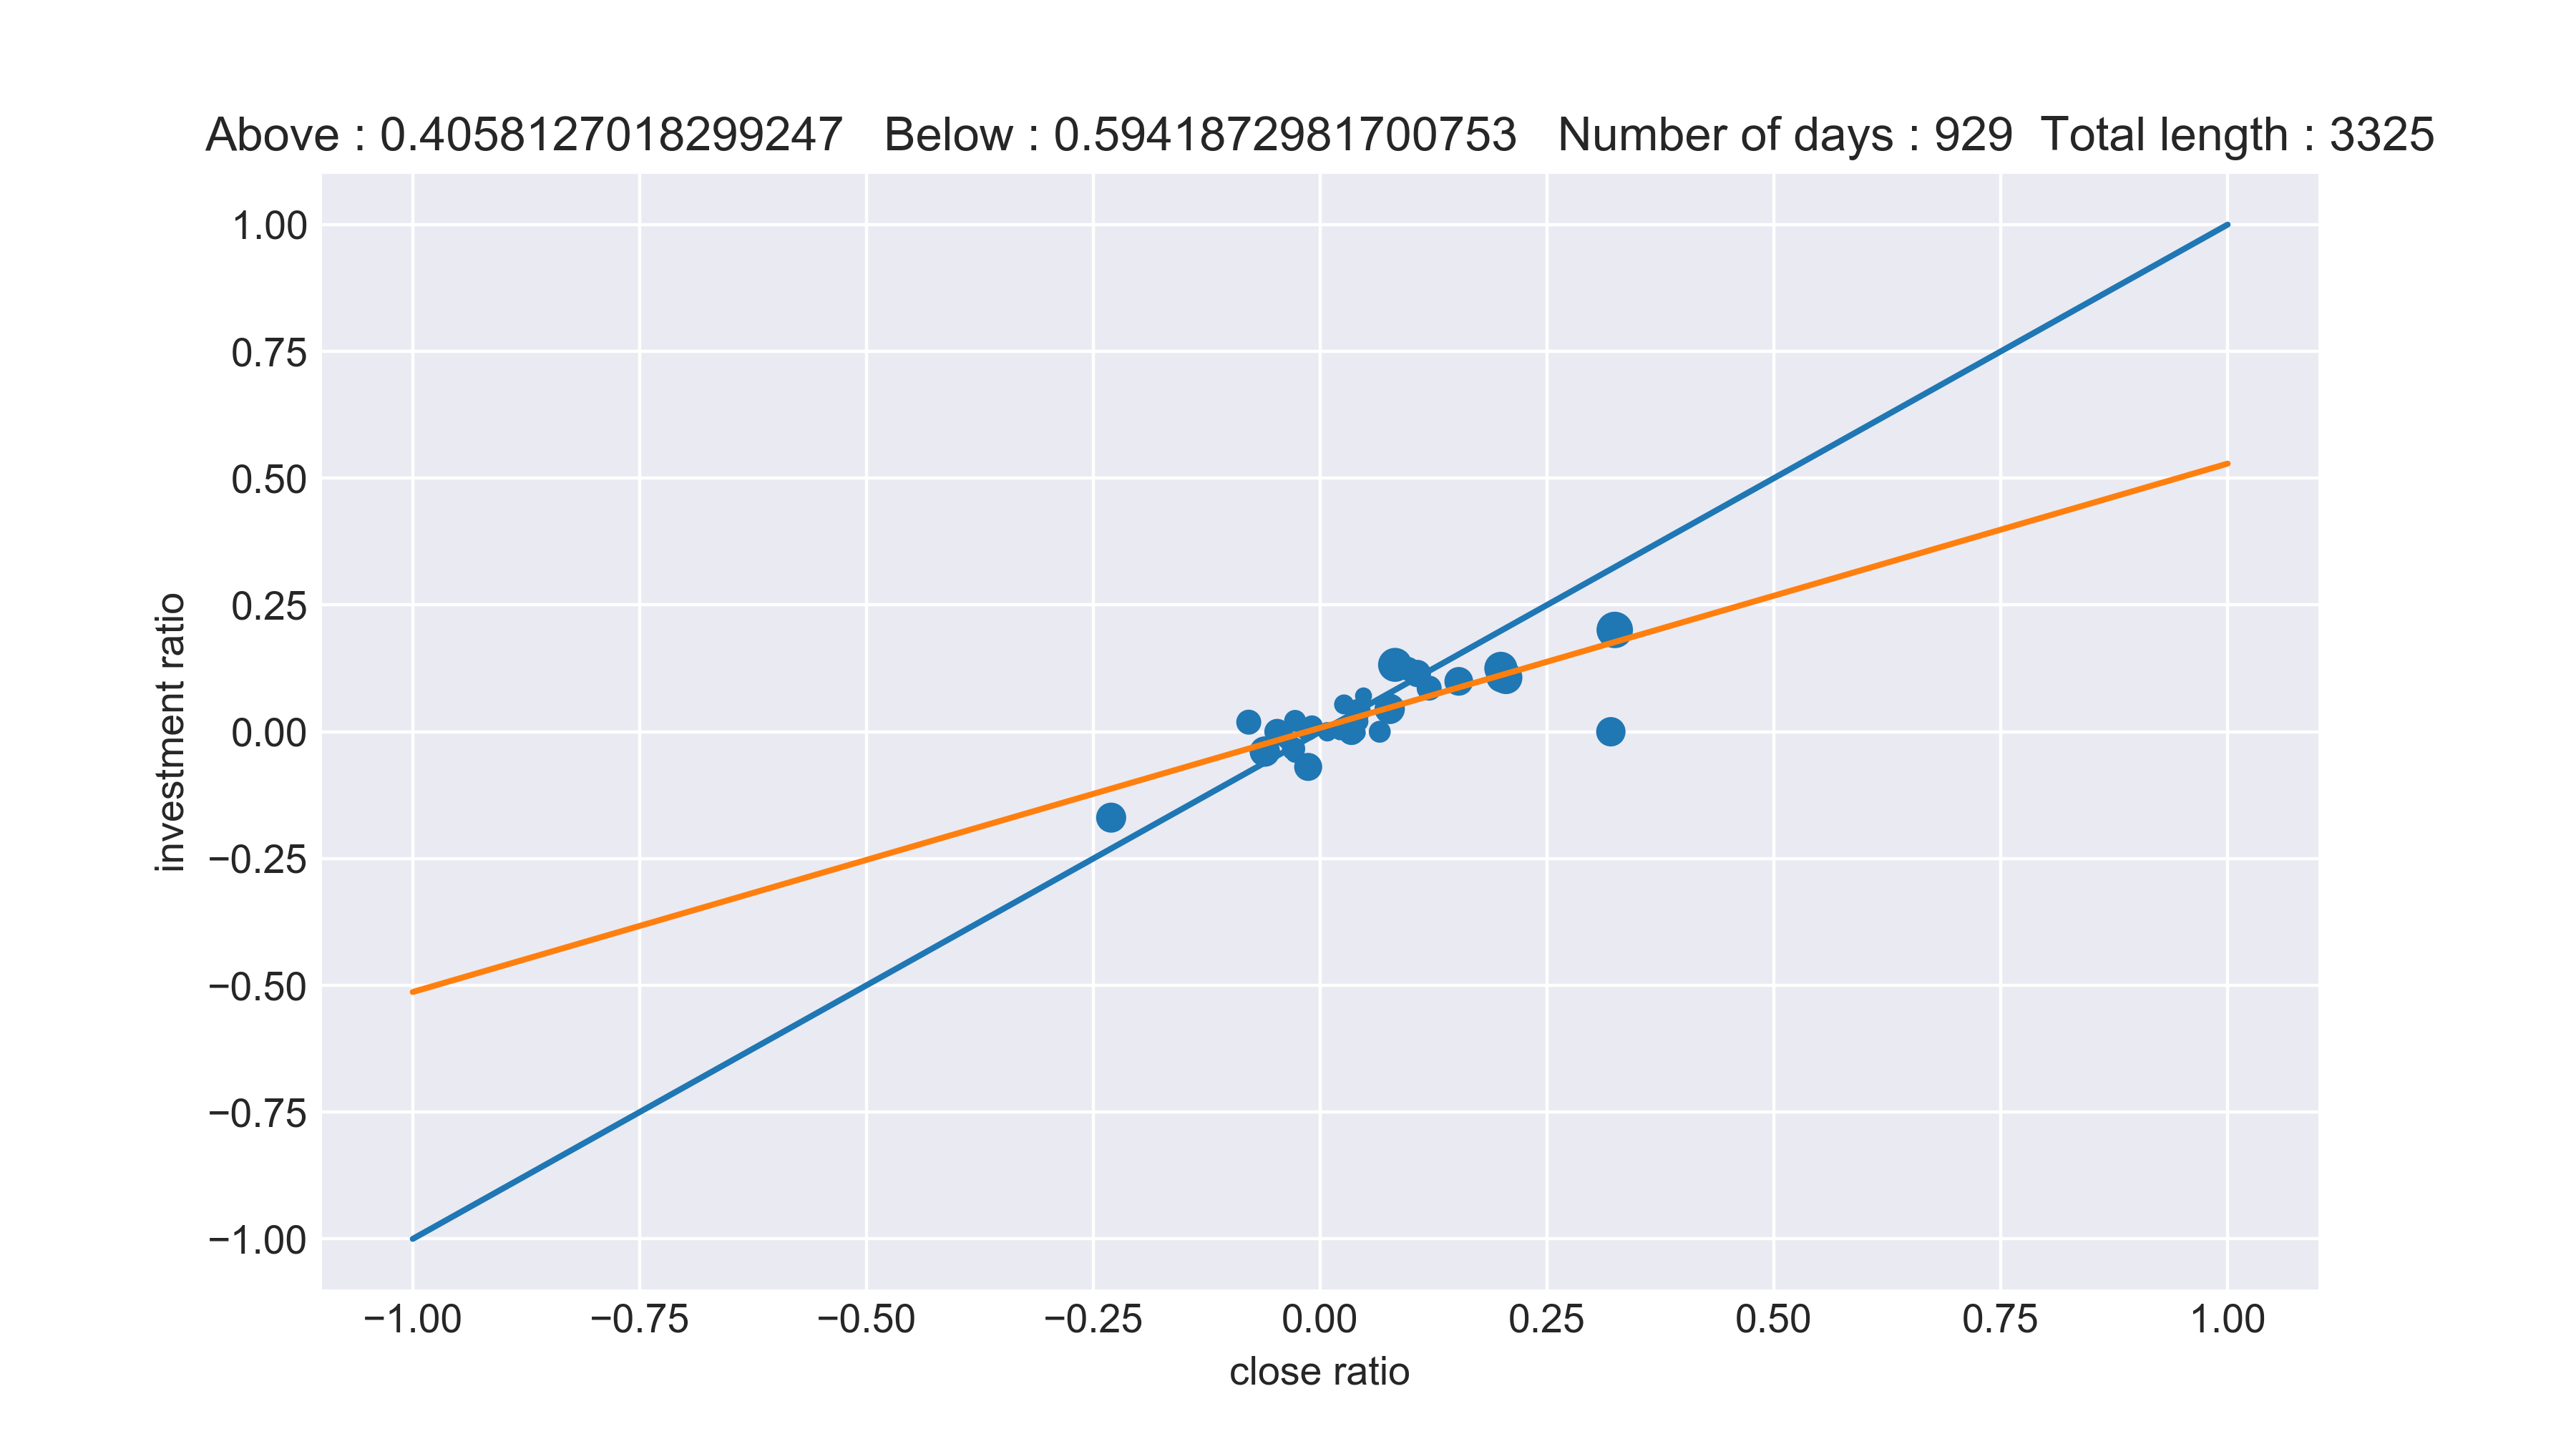 Above : 0.4058127018299247 Below : 0.5941872981700753 Number of days : 929 Total length : 3325
1.00
0.75
0.50
0.25
0.00
−0.25
−0.50
−0.75
−1.00
investment ratio
−1.00 −0.75 −0.50 −0.25 0.00 0.25 0.50 0.75 1.00
close ratio